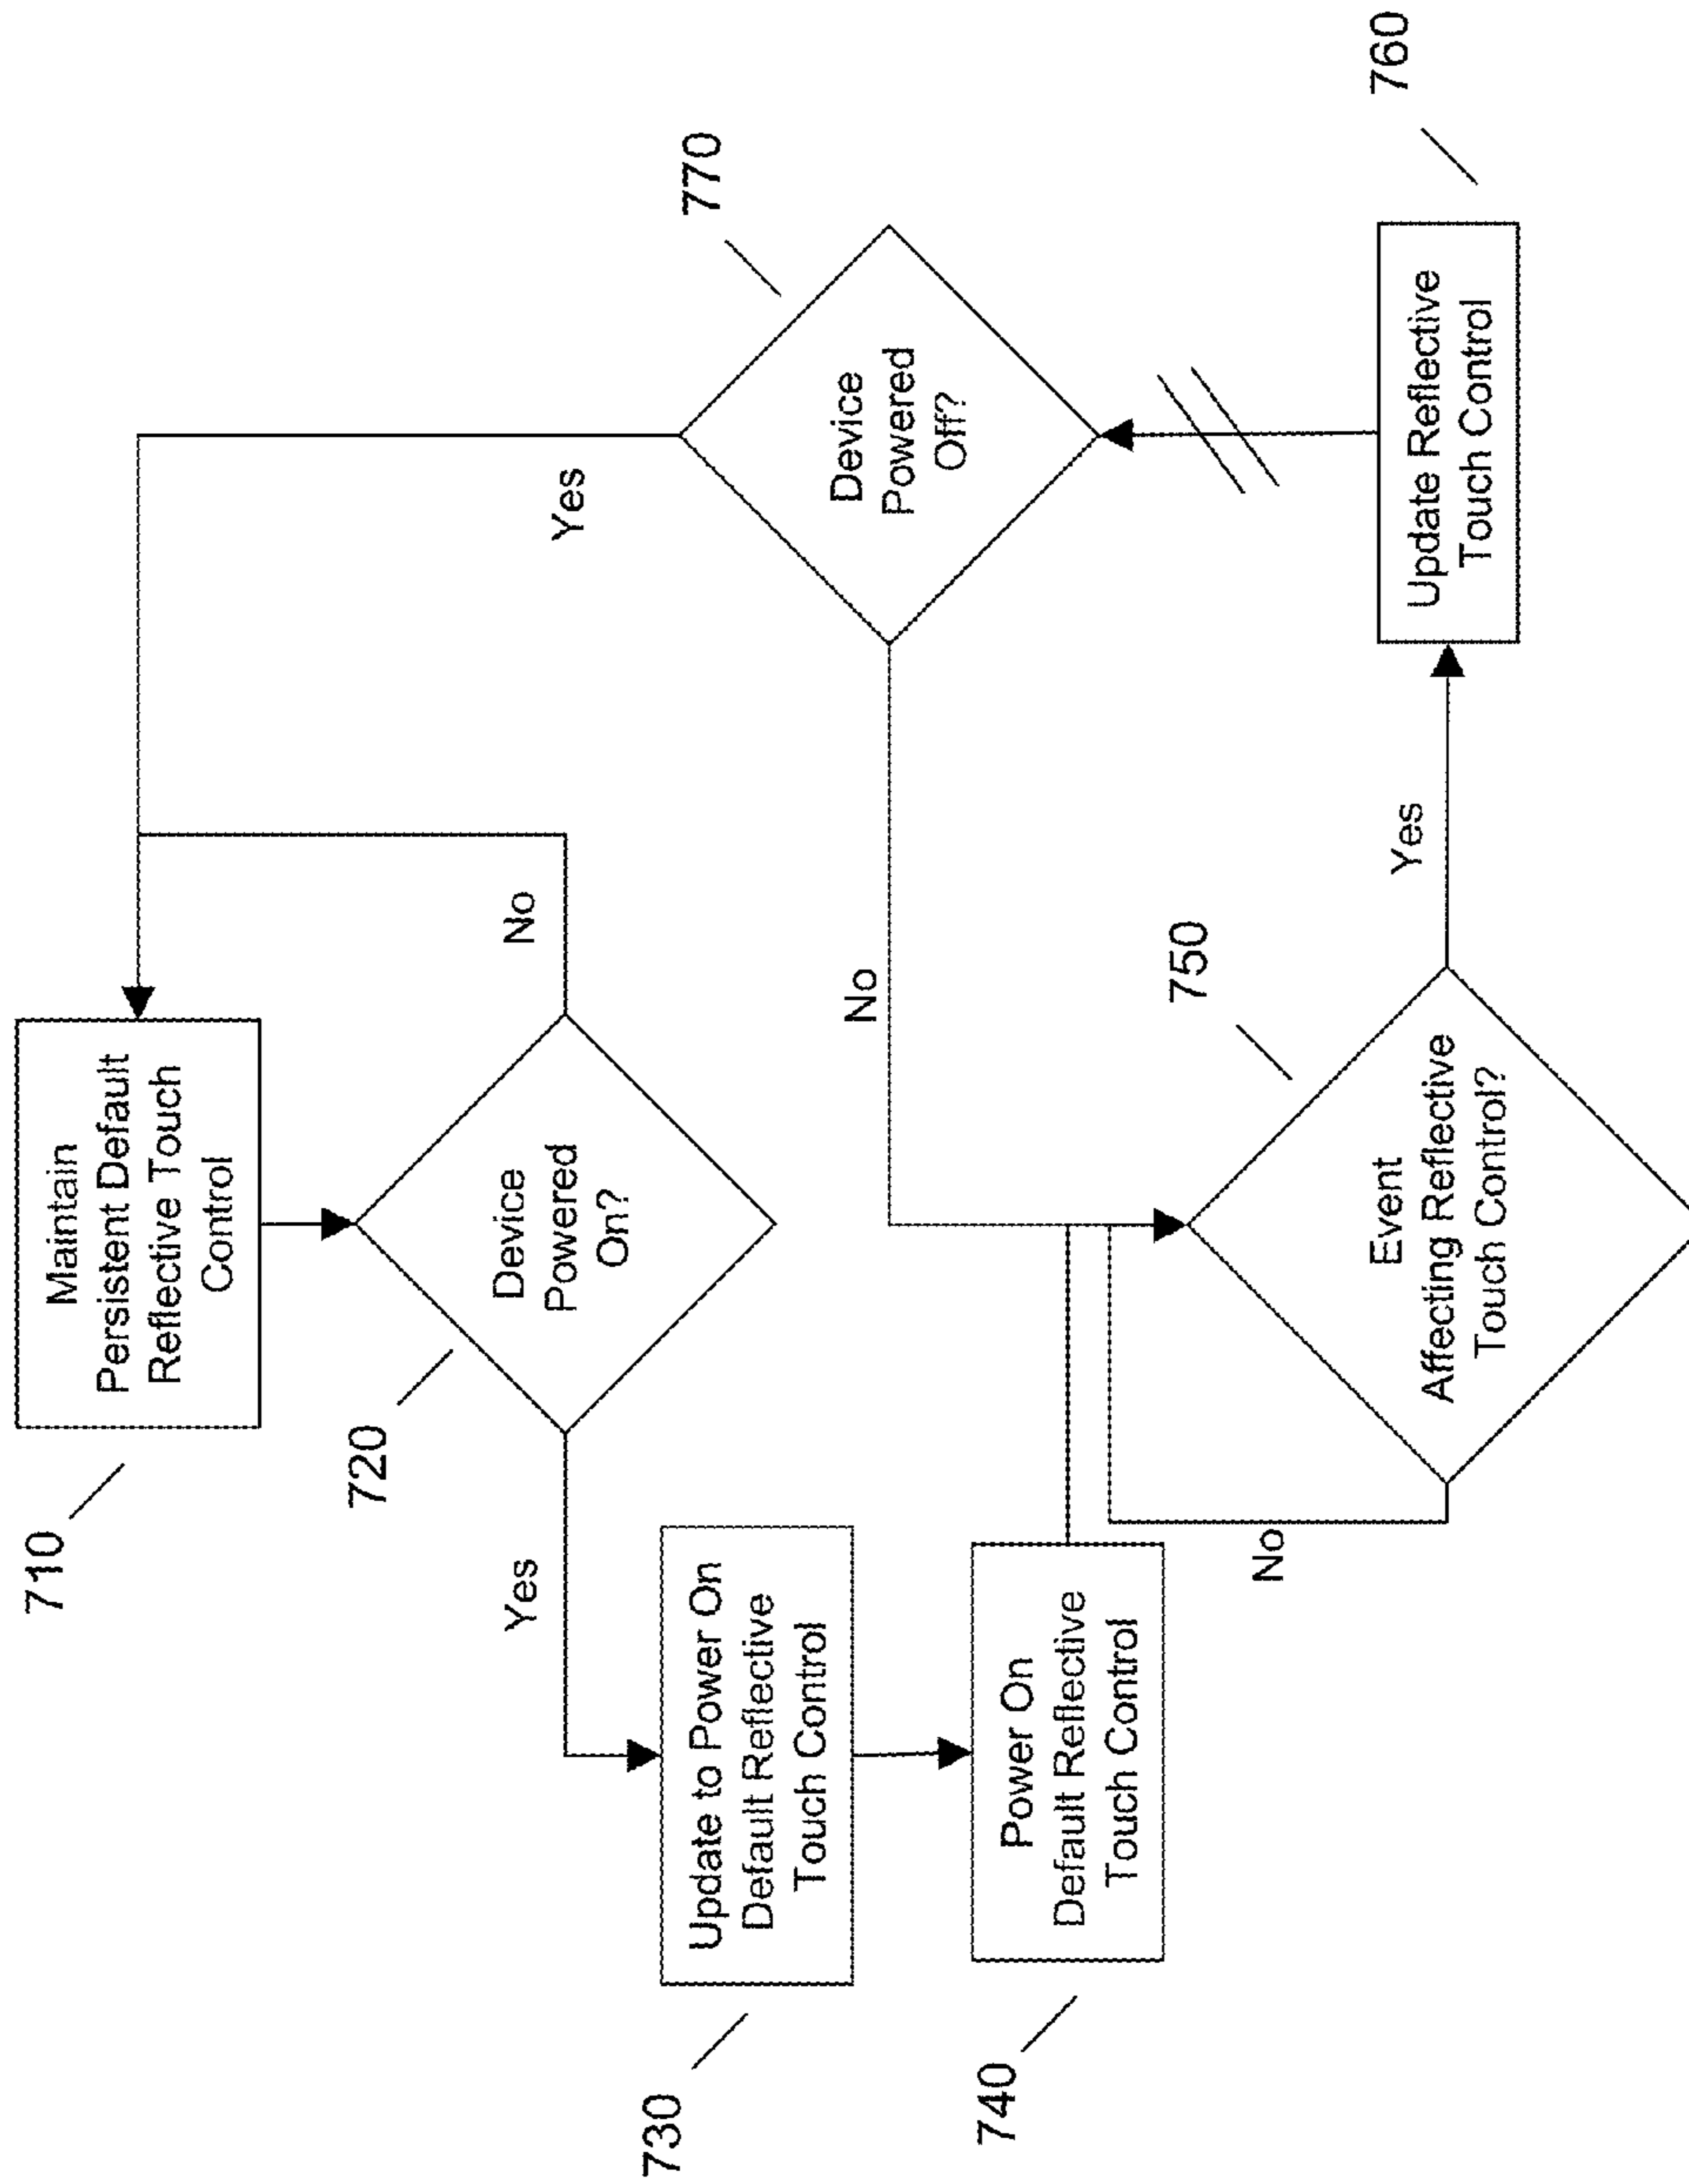 710
Maintain
Persistent Default
Reflective Touch
Control
720
Device
Powered
On?
No
Yes
730
Update to Power On
Default Reflective
Touch Control
740
Power On
Default Reflective
Touch Control
750
Event
Affecting Reflective
Touch Control?
No
Yes
760
Update Reflective
Touch Control
770
Device
Powered
Off?
Yes
No